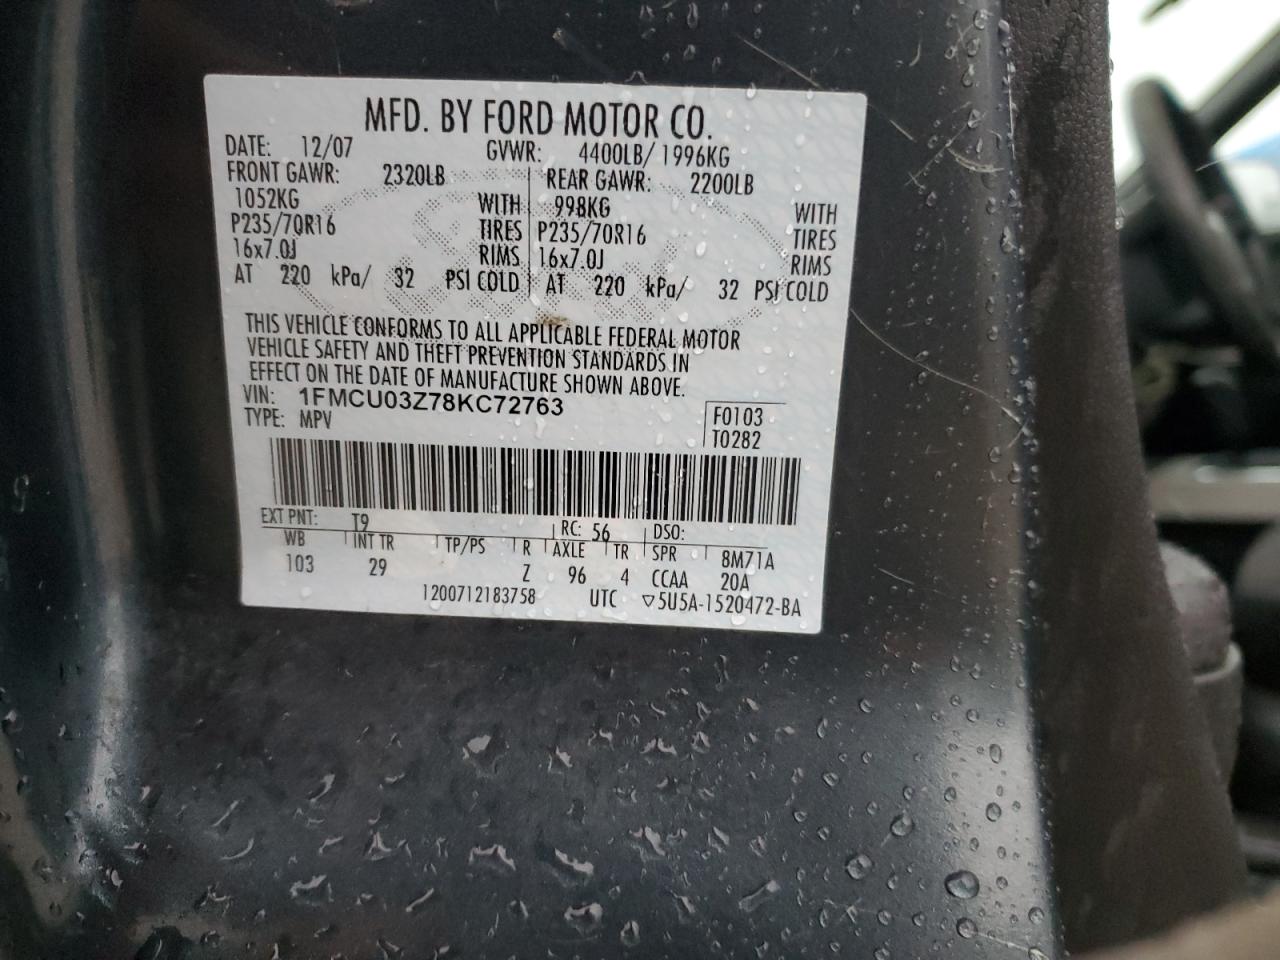 MFD. BY FORD MOTOR CO.
DATE: 12/07 GVWR: 4400LB/ 1996KG
FRONT GAWR: 2320LB REAR GAWR: 2200LB
1052KG WITH 998KG WITH
P235/70R16 TIRES P235/70R16 TIRES
16x7.0J RIMS 16x7.0J RIMS
AT 220 kPa/ 32 PSI COLD AT 220 kPa/ 32 PSI COLD
THIS VEHICLE CONFORMS TO ALL APPLICABLE FEDERAL MOTOR
VEHICLE SAFETY AND THEFT PREVENTION STANDARDS IN
EFFECT ON THE DATE OF MANUFACTURE SHOWN ABOVE.
VIN: 1FMCU03Z78KC72763
TYPE: MPV
F0103
T0282
EXT PNT: T9 RC: 56 DSO:
WB INT TR TP/PS R AXLE TR SPR 8M71A
103 29 Z 96 4 CCAA 20A
1200712183758 UTC ▽5U5A-1520472-BA